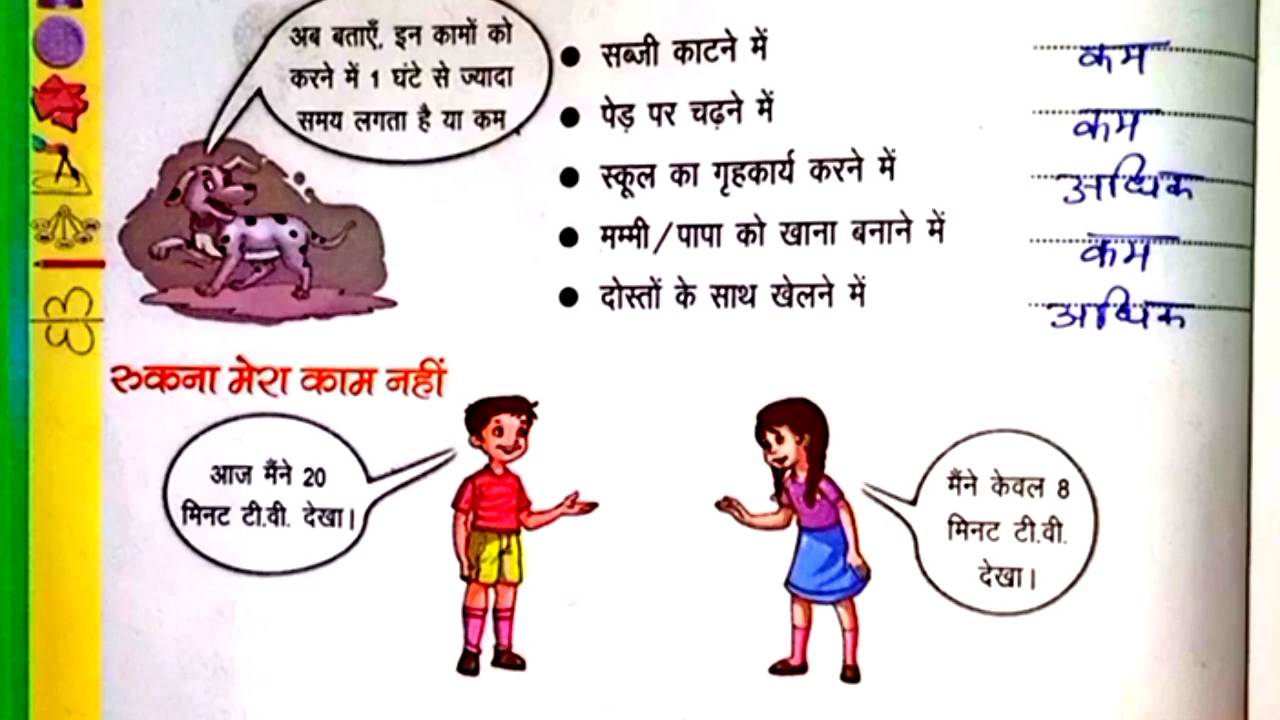 अब बताएँ, इन कामों को
करने में 1 घंटे से ज्यादा
समय लगता है या कम
● सब्जी काटने में कम
● पेड़ पर चढ़ने में कम
● स्कूल का गृहकार्य करने में अधिक
● मम्मी/पापा को खाना बनाने में कम
● दोस्तों के साथ खेलने में अधिक
रुकना मेरा काम नहीं
आज मैंने 20
मिनट टी.वी. देखा।
मैंने केवल 8
मिनट टी.वी.
देखा।